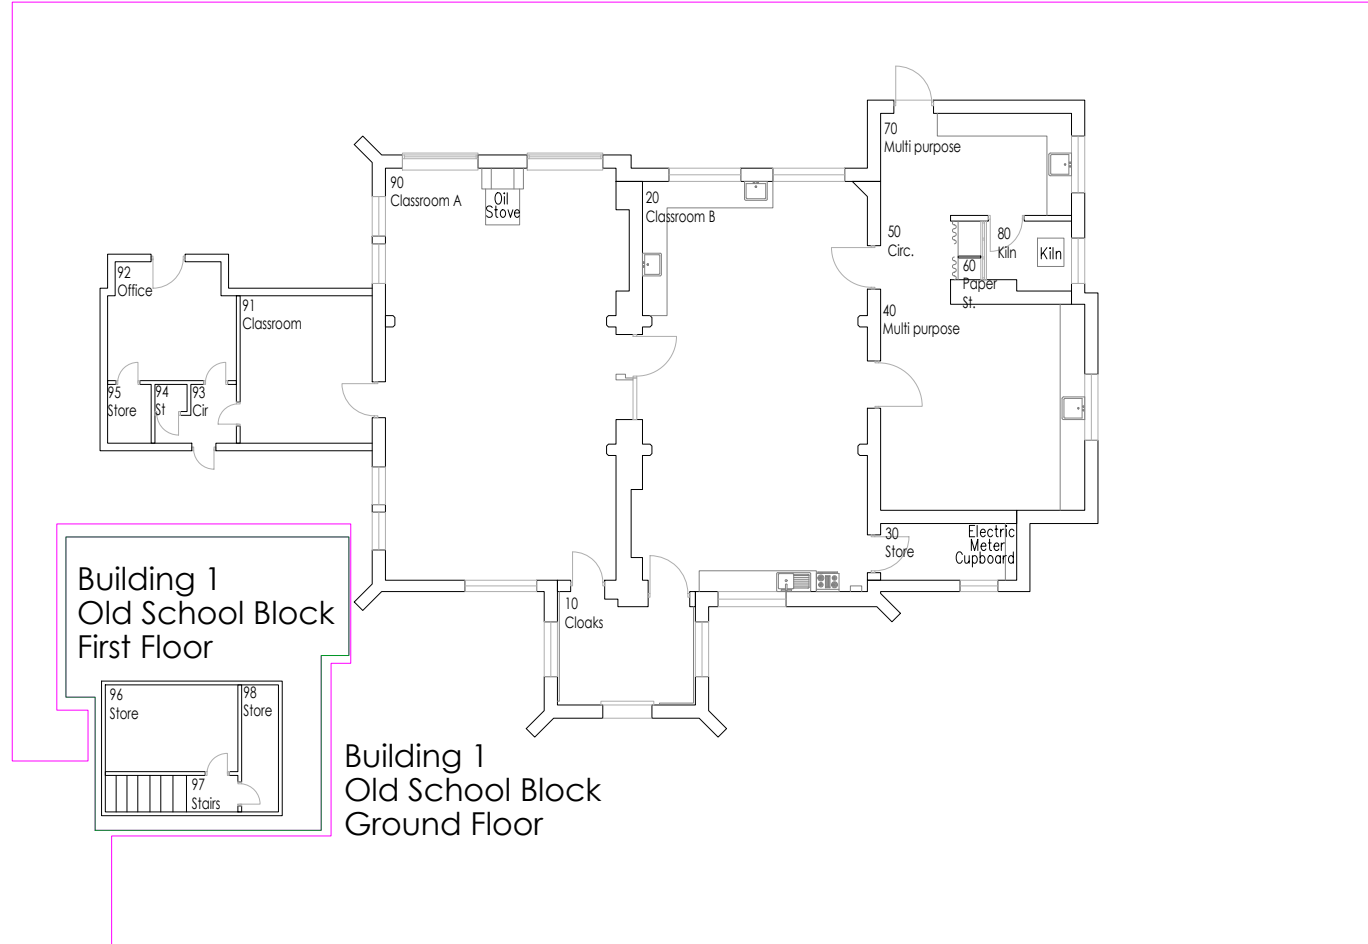 70
Multi purpose
90
Classroom A
Oil
Stove
20
Classroom B
50
Circ.
80
Kiln
Kiln
60
Paper
St.
92
Office
91
Classroom
40
Multi purpose
95
Store
94
St
93
Cir
30
Store
Electric
Meter
Cupboard
10
Cloaks
Building 1
Old School Block
First Floor
96
Store
98
Store
97
Stairs
Building 1
Old School Block
Ground Floor